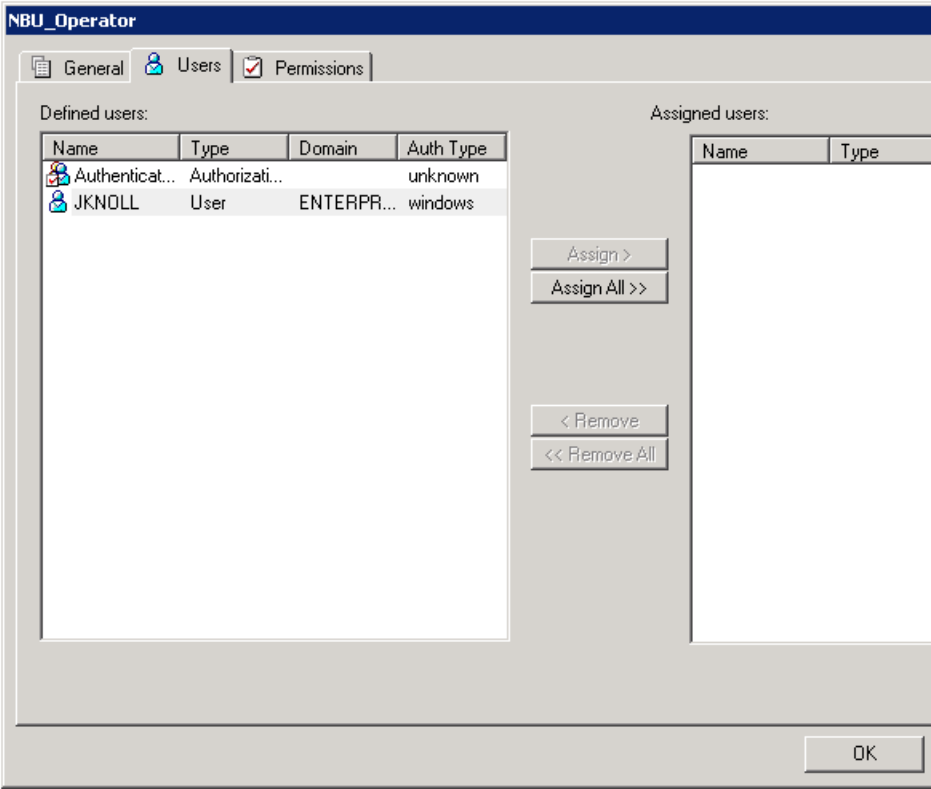 NBU_Operator
General Users Permissions
Defined users:
Name Type Domain Auth Type
Authenticat... Authorizati... unknown
JKNOLL User ENTERPR... windows
Assign >
Assign All >>
< Remove
<< Remove All
Assigned users:
Name Type
OK